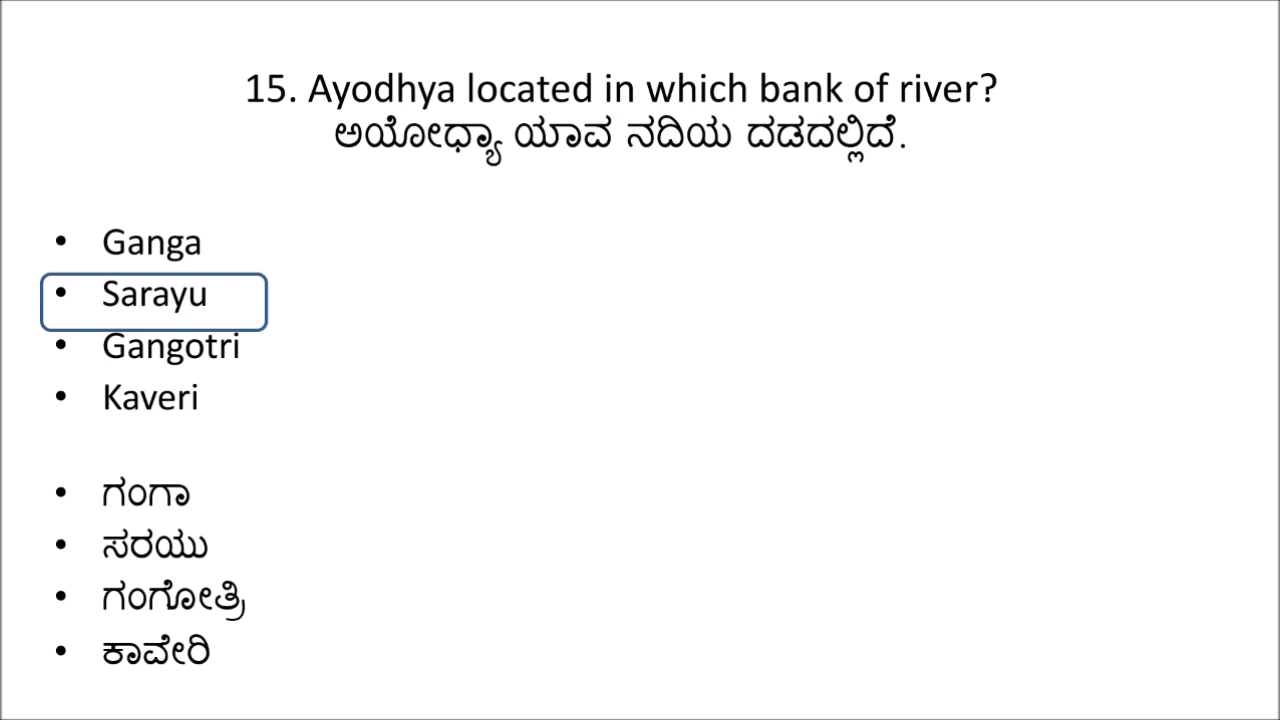 15. Ayodhya located in which bank of river?
ಅಯೋಧ್ಯಾ ಯಾವ ನದಿಯ ದಡದಲ್ಲಿದೆ.
• Ganga
• Sarayu
• Gangotri
• Kaveri
• ಗಂಗಾ
• ಸರಯು
• ಗಂಗೋತ್ರಿ
• ಕಾವೇರಿ